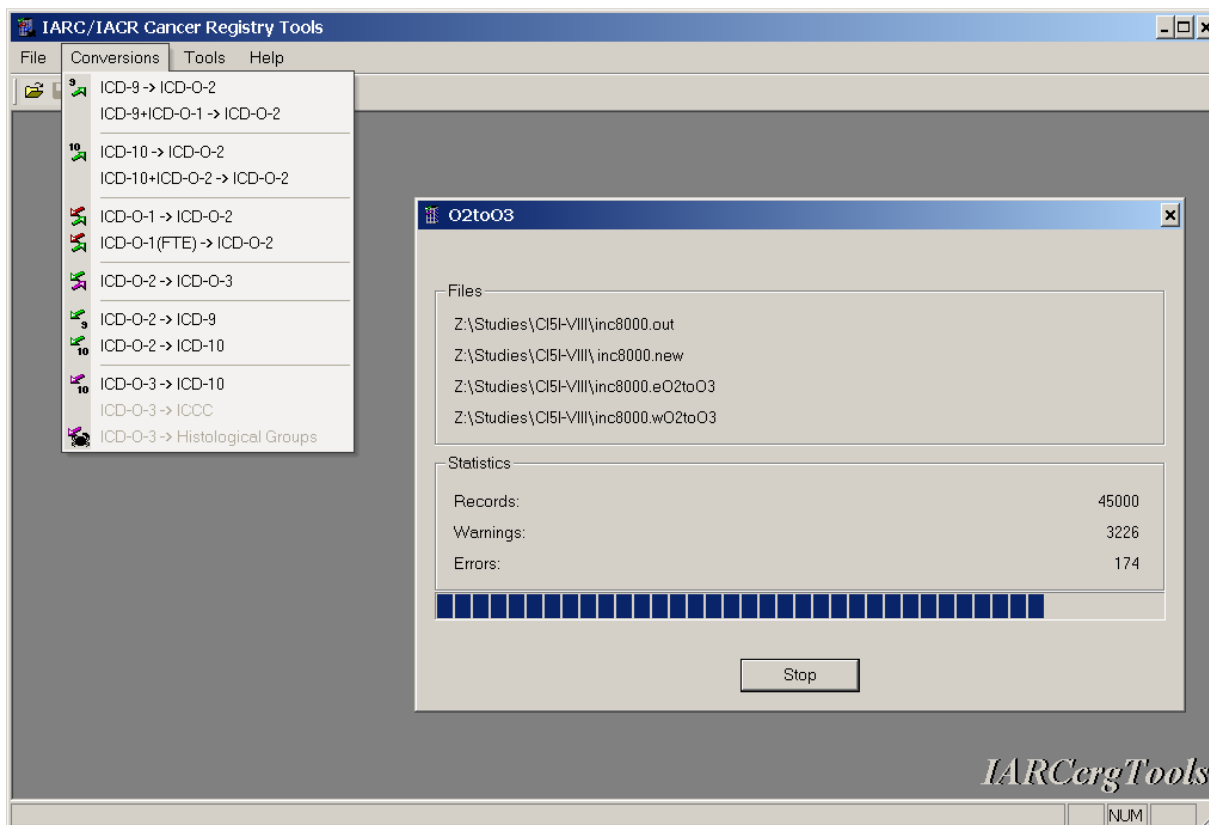 IARC/IACR Cancer Registry Tools
File Conversions Tools Help
ICD-9 -> ICD-O-2
ICD-9+ICD-O-1 -> ICD-O-2
ICD-10 -> ICD-O-2
ICD-10+ICD-O-2 -> ICD-O-2
ICD-O-1 -> ICD-O-2
ICD-O-1(FTE) -> ICD-O-2
ICD-O-2 -> ICD-O-3
ICD-O-2 -> ICD-9
ICD-O-2 -> ICD-10
ICD-O-3 -> ICD-10
ICD-O-3 -> ICCC
ICD-O-3 -> Histological Groups
O2toO3
Files
Z:\Studies\CI5I-VIII\inc8000.out
Z:\Studies\CI5I-VIII\ inc8000.new
Z:\Studies\CI5I-VIII\inc8000.eO2toO3
Z:\Studies\CI5I-VIII\inc8000.wO2toO3
Statistics
Records: 45000
Warnings: 3226
Errors: 174
Stop
IARCcrgTools
NUM